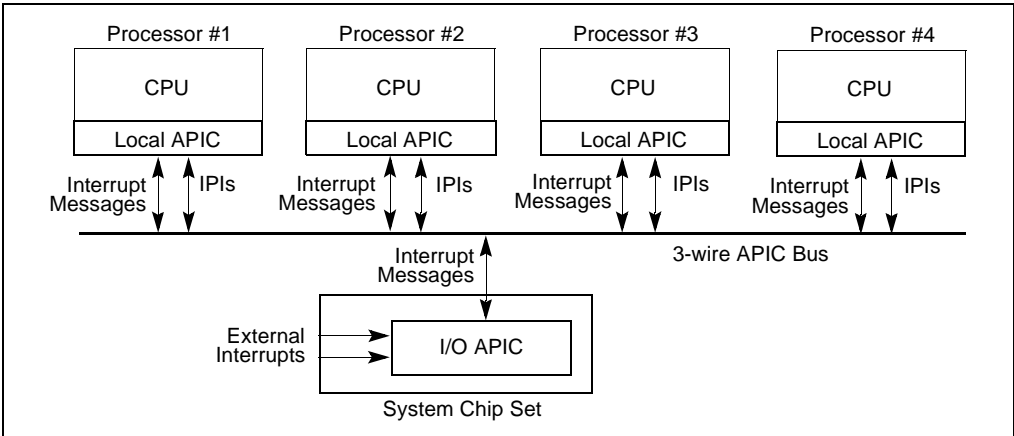 Processor #1
Processor #2
Processor #3
Processor #4
CPU
CPU
CPU
CPU
Local APIC
Local APIC
Local APIC
Local APIC
Interrupt
Messages
IPIs
Interrupt
Messages
IPIs
Interrupt
Messages
IPIs
Interrupt
Messages
IPIs
Interrupt
Messages
3-wire APIC Bus
External
Interrupts
I/O APIC
System Chip Set